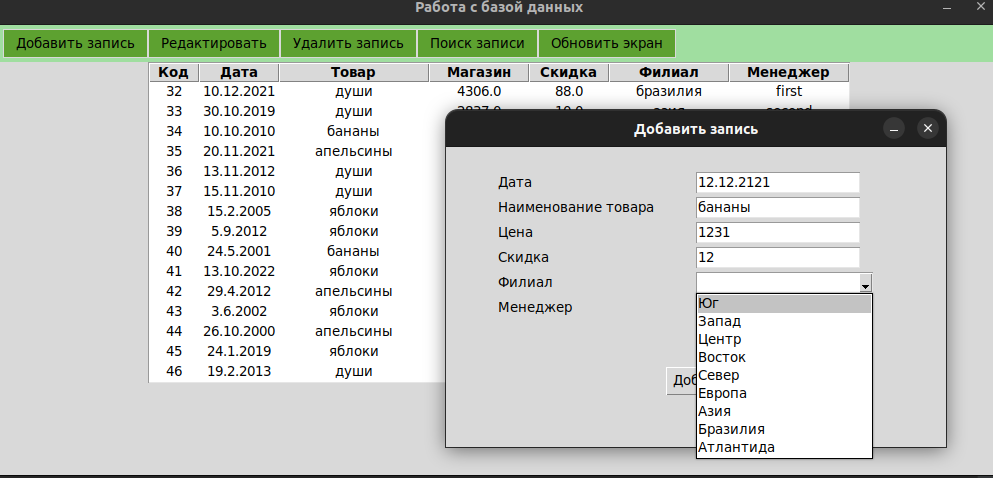 Работа с базой данных
Добавить запись Редактировать Удалить запись Поиск записи Обновить экран
Код Дата Товар Магазин Скидка Филиал Менеджер
32 10.12.2021 души 4306.0 88.0 бразилия first
33 30.10.2019 души
34 10.10.2010 бананы
35 20.11.2021 апельсины
36 13.11.2012 души
37 15.11.2010 души
38 15.2.2005 яблоки
39 5.9.2012 яблоки
40 24.5.2001 бананы
41 13.10.2022 яблоки
42 29.4.2012 апельсины
43 3.6.2002 яблоки
44 26.10.2000 апельсины
45 24.1.2019 яблоки
46 19.2.2013 души
Добавить запись
Дата 12.12.2121
Наименование товара бананы
Цена 1231
Скидка 12
Филиал
Менеджер
Юг
Запад
Центр
Восток
Север
Европа
Азия
Бразилия
Атлантида